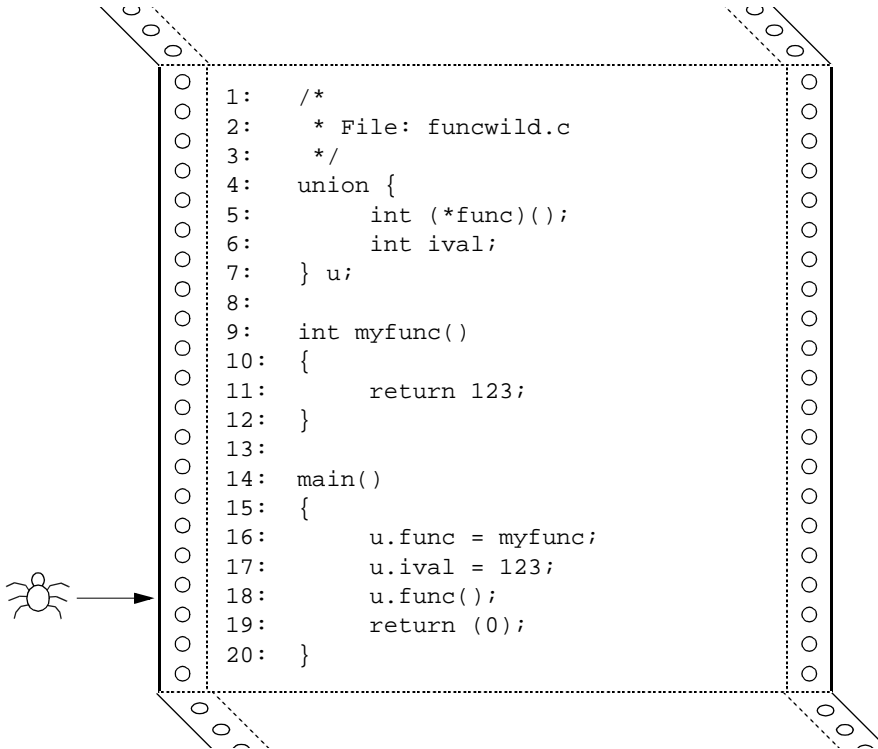 1: /*
2: * File: funcwild.c
3: */
4: union {
5: int (*func)();
6: int ival;
7: } u;
8:
9: int myfunc()
10: {
11: return 123;
12: }
13:
14: main()
15: {
16: u.func = myfunc;
17: u.ival = 123;
18: u.func();
19: return (0);
20: }